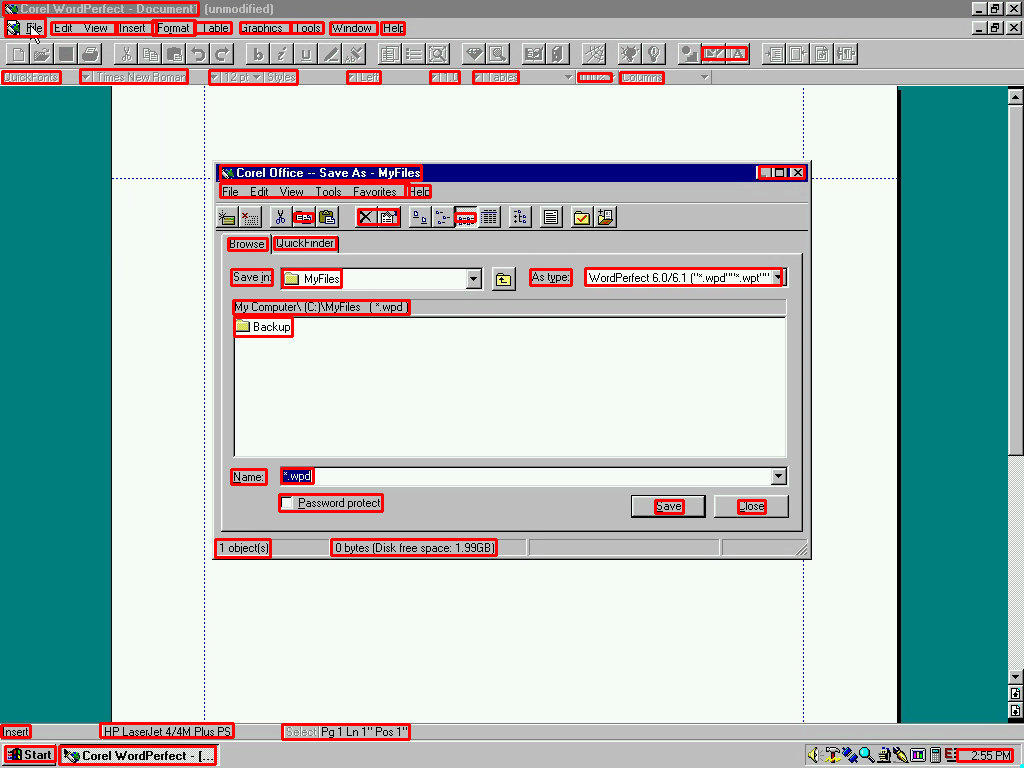 Corel WordPerfect - Document1 (unmodified)
File Edit View Insert Format Table Graphics Tools Window Help
QuickFonts Times New Roman 12 pt Styles Left 1.0 Tables Columns
Corel Office -- Save As - MyFiles
File Edit View Tools Favorites Help
Browse QuickFinder
Save in: MyFiles As type: WordPerfect 6.0/6.1 ("*.wpd""*.wpt""
My Computer\ (C:)\MyFiles ( *.wpd )
Backup
Name: *.wpd
Password protect Save Close
1 object(s) 0 bytes (Disk free space: 1.99GB)
Insert HP LaserJet 4/4M Plus PS Select Pg 1 Ln 1" Pos 1"
Start Corel WordPerfect - [... 2:55 PM